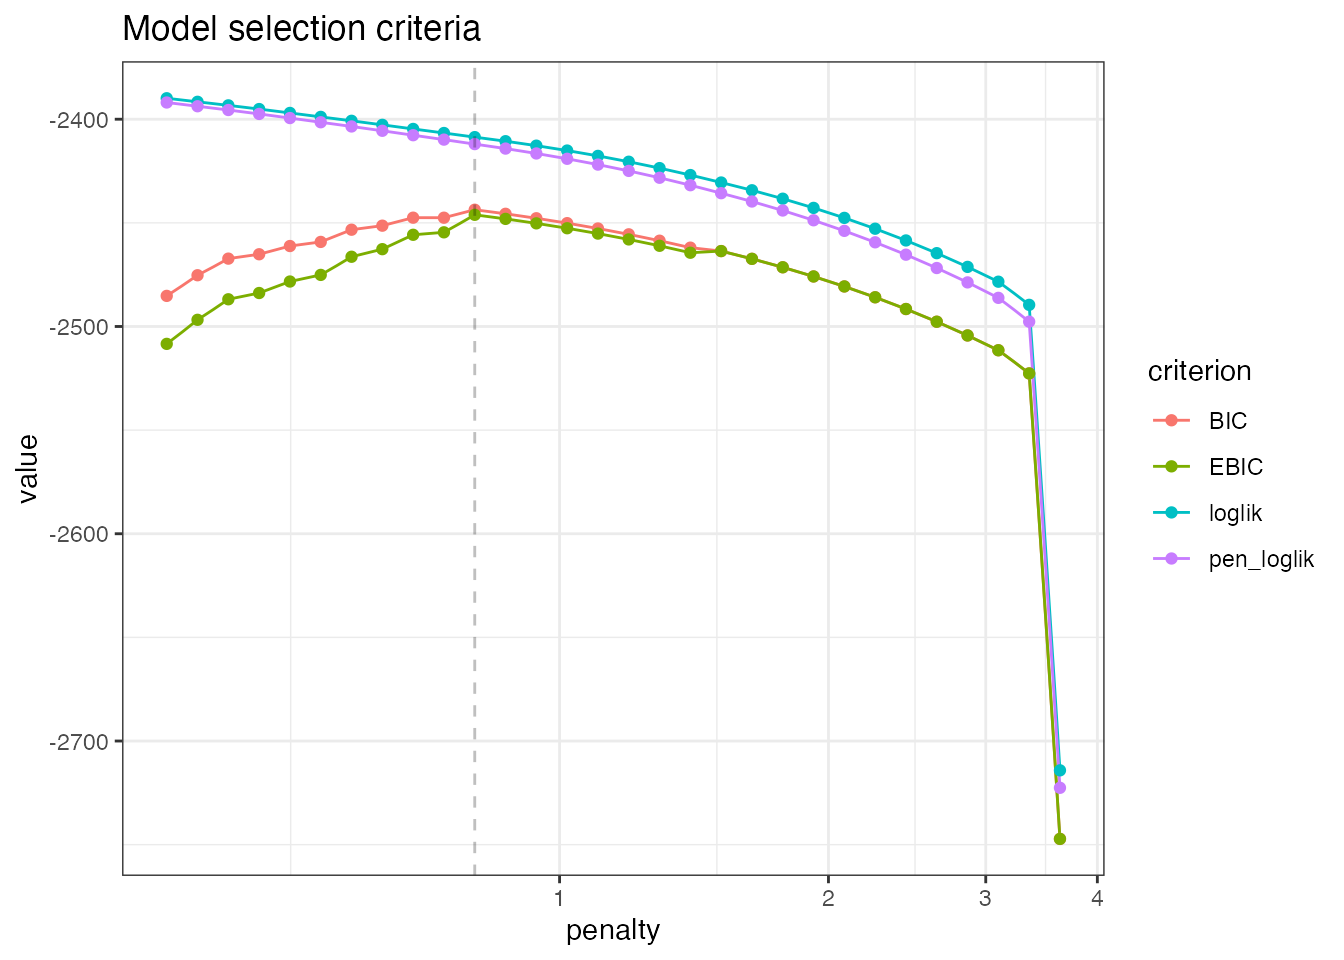 Model selection criteria
value
-2400
-2500
-2600
-2700
1
2
3
4
penalty
criterion
BIC
EBIC
loglik
pen_loglik